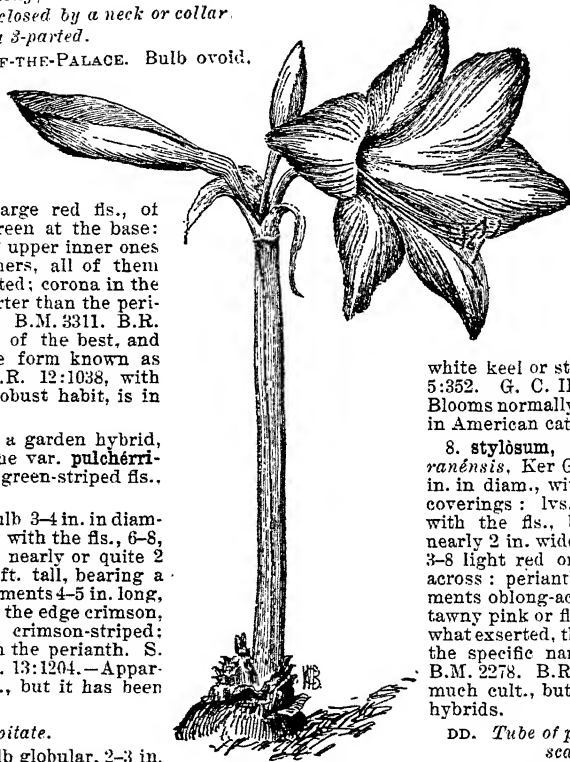 closed by a neck or collar
a 3-parted.
F-THE-PALACE. Bulb ovoid,
arge red fls., of
reen at the base:
upper inner ones
ners, all of them
ted; corona in the
rter than the peri-
B.M. 3311. B.R.
of the best, and
e form known as
.R. 12:1038, with
obust habit, is in
a garden hybrid,
ue var. pulchérri-
green-striped fls.,
ulb 3-4 in. in diam-
with the fls., 6-8,
nearly or quite 2
ft. tall, bearing a
ments 4-5 in. long,
the edge crimson,
crimson-striped:
n the perianth. S.
. 13:1204.—Appar-
., but it has been
pitate.
lb globular, 2-3 in.
white keel or st
5:352. G. C. II
Blooms normally
in American cat
8. stylòsum,
ranénsis, Ker G
in. in diam., wit
coverings : lvs.
with the fls., l
nearly 2 in. wide
3-8 light red or
across : periant
ments oblong-ac
tawny pink or fl
what exserted, th
the specific nar
B.M. 2278. B.R
much cult., but
hybrids.
DD. Tube of p
sca